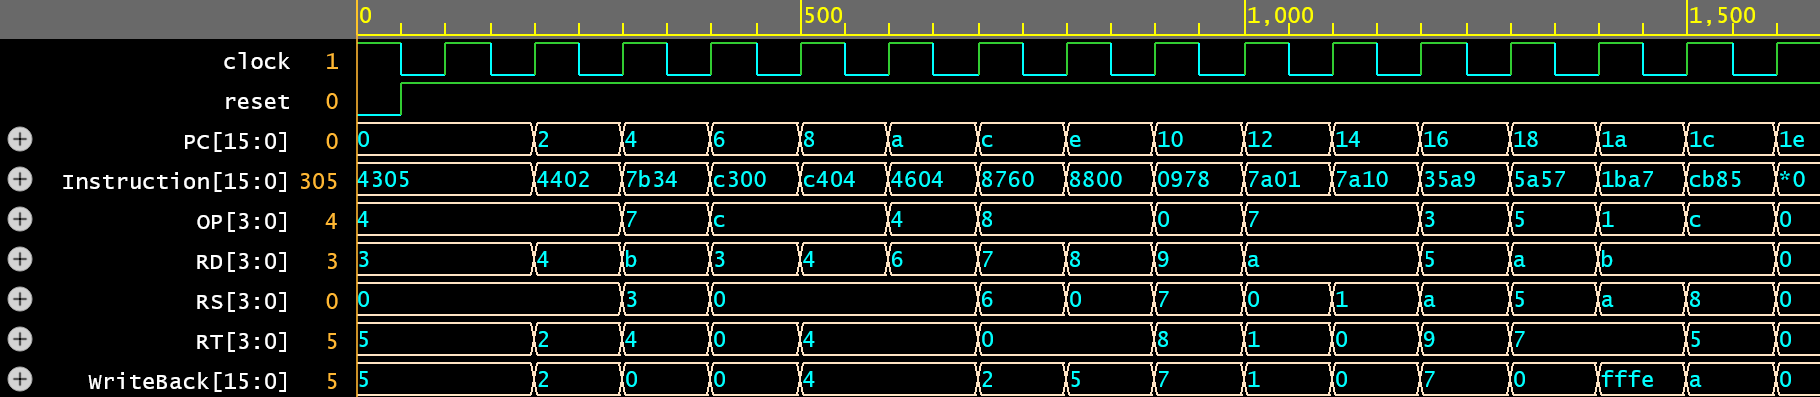 0 500 1,000 1,500
clock 1
reset 0
PC[15:0] 0 0 2 4 6 8 a c e 10 12 14 16 18 1a 1c 1e
Instruction[15:0] 305 4305 4402 7b34 c300 c404 4604 8760 8800 0978 7a01 7a10 35a9 5a57 1ba7 cb85 *0
OP[3:0] 4 4 7 c 4 8 0 7 3 5 1 c 0
RD[3:0] 3 3 4 b 3 4 6 7 8 9 a 5 a b 0
RS[3:0] 0 0 3 0 6 0 7 0 1 a 5 a 8 0
RT[3:0] 5 5 2 4 0 4 0 8 1 0 9 7 5 0
WriteBack[15:0] 5 5 2 0 0 4 2 5 7 1 0 7 0 fffe a 0